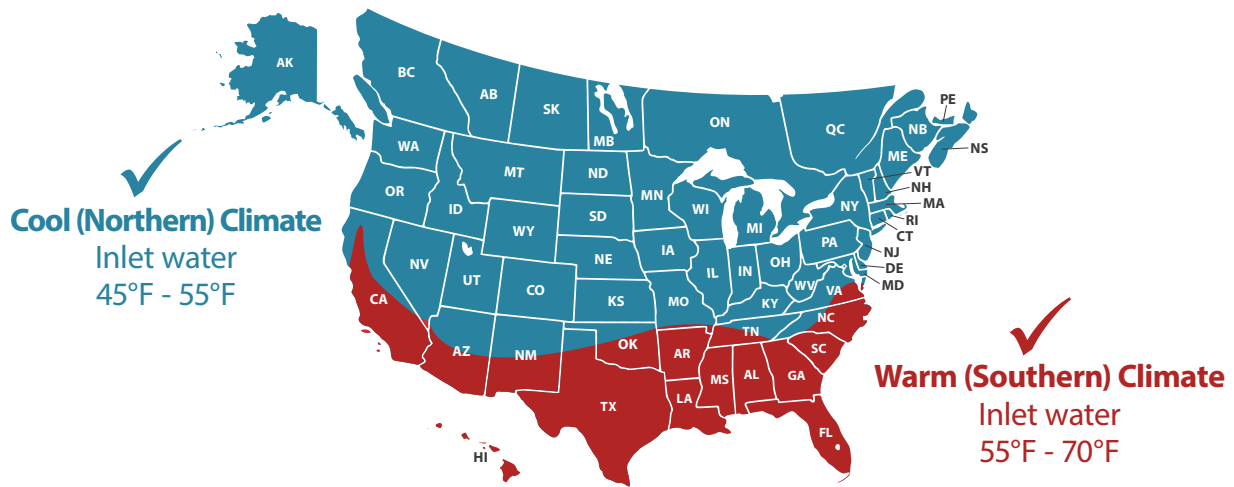 AK
BC
AB
SK
MB
ON
QC
PE
NB
NS
ME
WA
MT
ND
MN
VT
NH
MA
OR
ID
SD
WI
MI
NY
RI
CT
WY
IA
PA
NJ
NV
UT
NE
IL
IN
OH
DE
MD
CO
KS
MO
KY
WV
VA
CA
AZ
NM
OK
AR
TN
NC
SC
TX
LA
MS
AL
GA
FL
HI
Cool (Northern) Climate
Inlet water
45°F - 55°F
Warm (Southern) Climate
Inlet water
55°F - 70°F